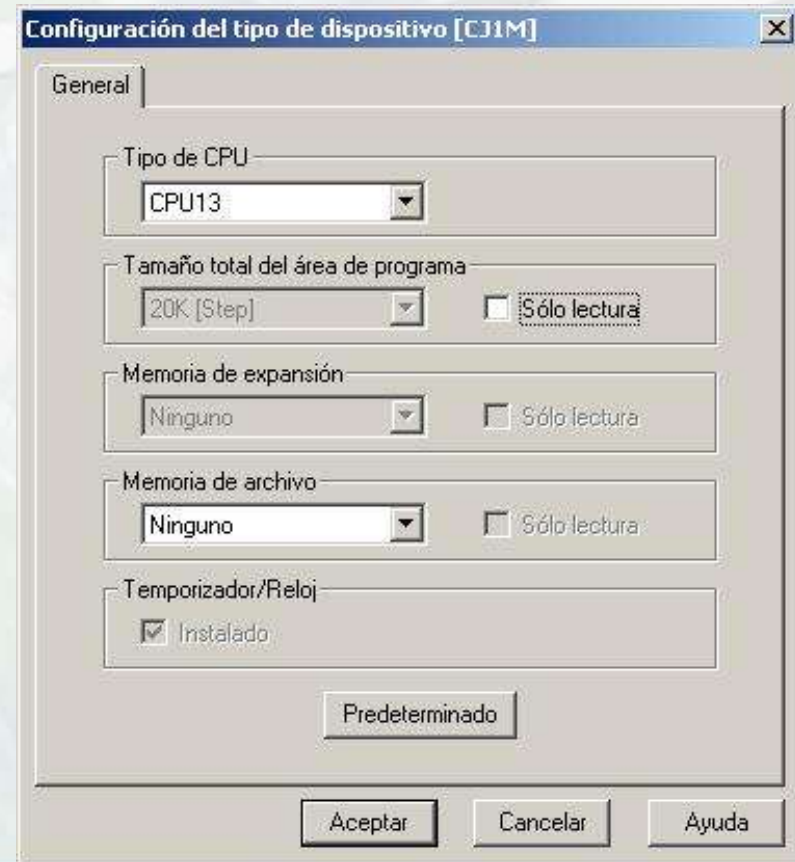 Configuración del tipo de dispositivo [CJ1M]
General
Tipo de CPU
CPU13
Tamaño total del área de programa
20K [Step] Sólo lectura
Memoria de expansión
Ninguno Sólo lectura
Memoria de archivo
Ninguno Sólo lectura
Temporizador/Reloj
Instalado
Predeterminado
Aceptar Cancelar Ayuda